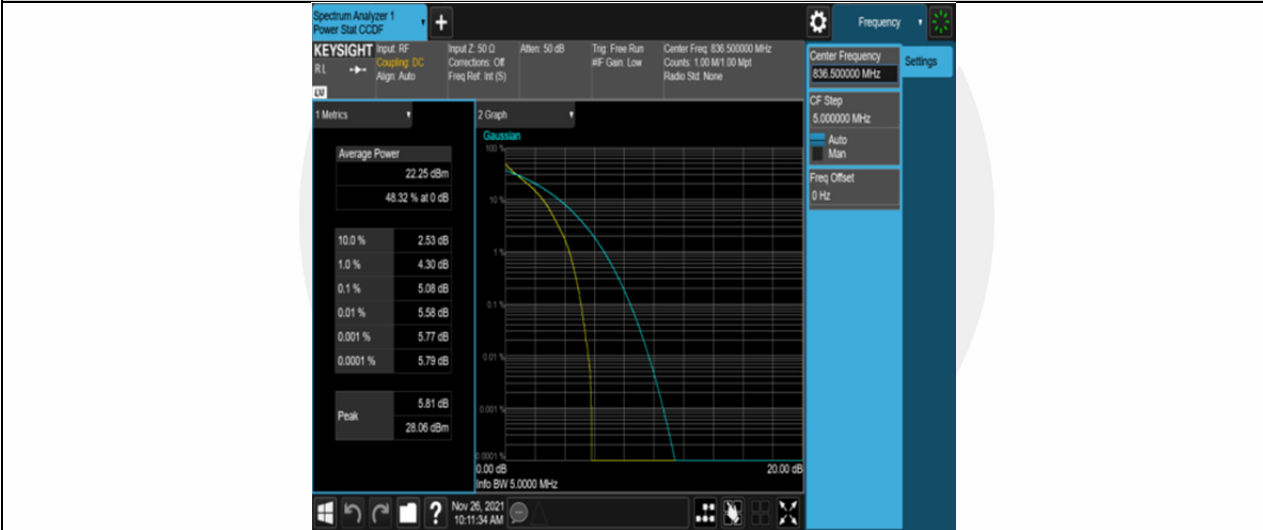 Spectrum Analyzer 1
Power Stat CCDF
+
Frequency
KEYSIGHT
RL
LV
Input: RF
Coupling: DC
Align: Auto
Input Z: 50 Ω
Corrections: Off
Freq Ref: Int (S)
Atten: 50 dB
Trig: Free Run
#IF Gain: Low
Center Freq: 836.500000 MHz
Counts: 1.00 M/1.00 Mpt
Radio Std: None
Center Frequency
836.500000 MHz
Settings
CF Step
5.000000 MHz
Auto
Man
Freq Offset
0 Hz
1 Metrics
Average Power
22.25 dBm
48.32 % at 0 dB
10.0 % 2.53 dB
1.0 % 4.30 dB
0.1 % 5.08 dB
0.01 % 5.58 dB
0.001 % 5.77 dB
0.0001 % 5.79 dB
Peak
5.81 dB
28.06 dBm
2 Graph
Gaussian
100 %
10 %
1 %
0.1 %
0.01 %
0.001 %
0.0001 %
0.00 dB 20.00 dB
Info BW 5.0000 MHz
?
Nov 26, 2021
10:11:34 AM